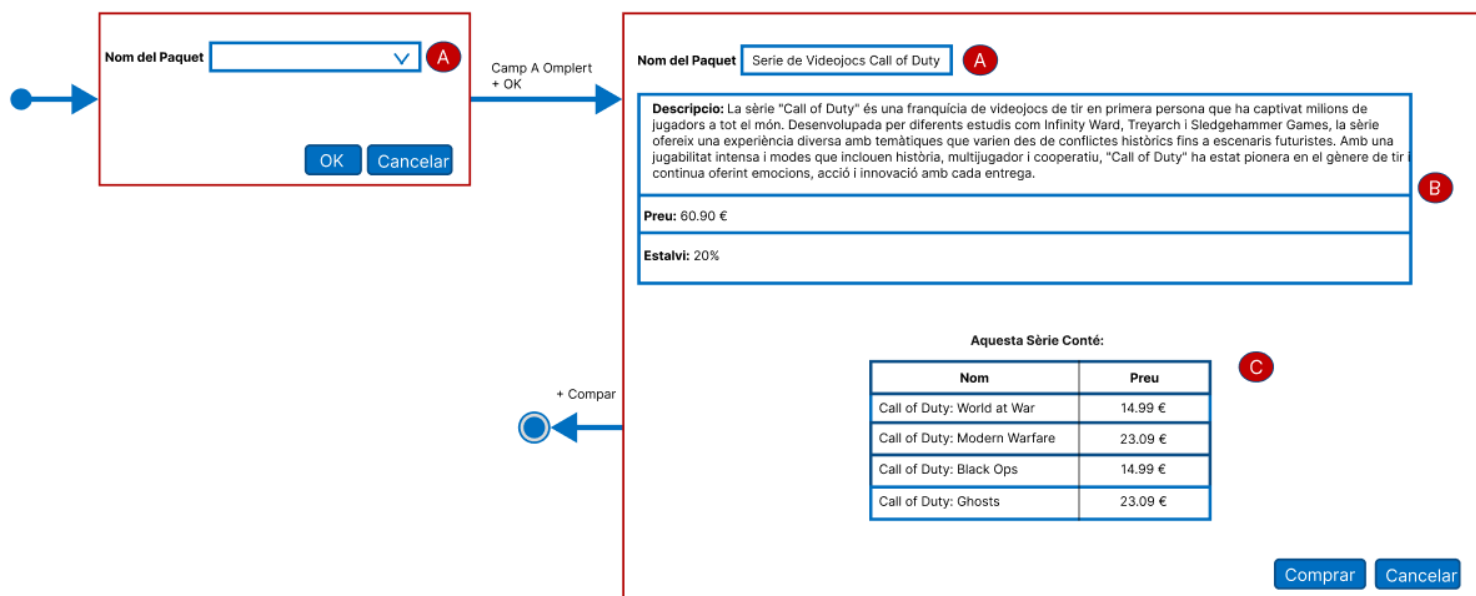 Nom del Paquet
A
OK
Cancelar
Camp A Omplert
+ OK
Nom del Paquet
Serie de Videojocs Call of Duty
A
Descripcio: La sèrie "Call of Duty" és una franquícia de videojocs de tir en primera persona que ha captivat milions de
jugadors a tot el món. Desenvolupada per diferents estudis com Infinity Ward, Treyarch i Sledgehammer Games, la sèrie
ofereix una experiència diversa amb temàtiques que varien des de conflictes històrics fins a escenaris futuristes. Amb una
jugabilitat intensa i modes que inclouen història, multijugador i cooperatiu, "Call of Duty" ha estat pionera en el gènere de tir i
continua oferint emocions, acció i innovació amb cada entrega.
B
Preu: 60.90 €
Estalvi: 20%
Aquesta Sèrie Conté:
C
Nom Preu
Call of Duty: World at War 14.99 €
Call of Duty: Modern Warfare 23.09 €
Call of Duty: Black Ops 14.99 €
Call of Duty: Ghosts 23.09 €
+ Compar
Comprar
Cancelar